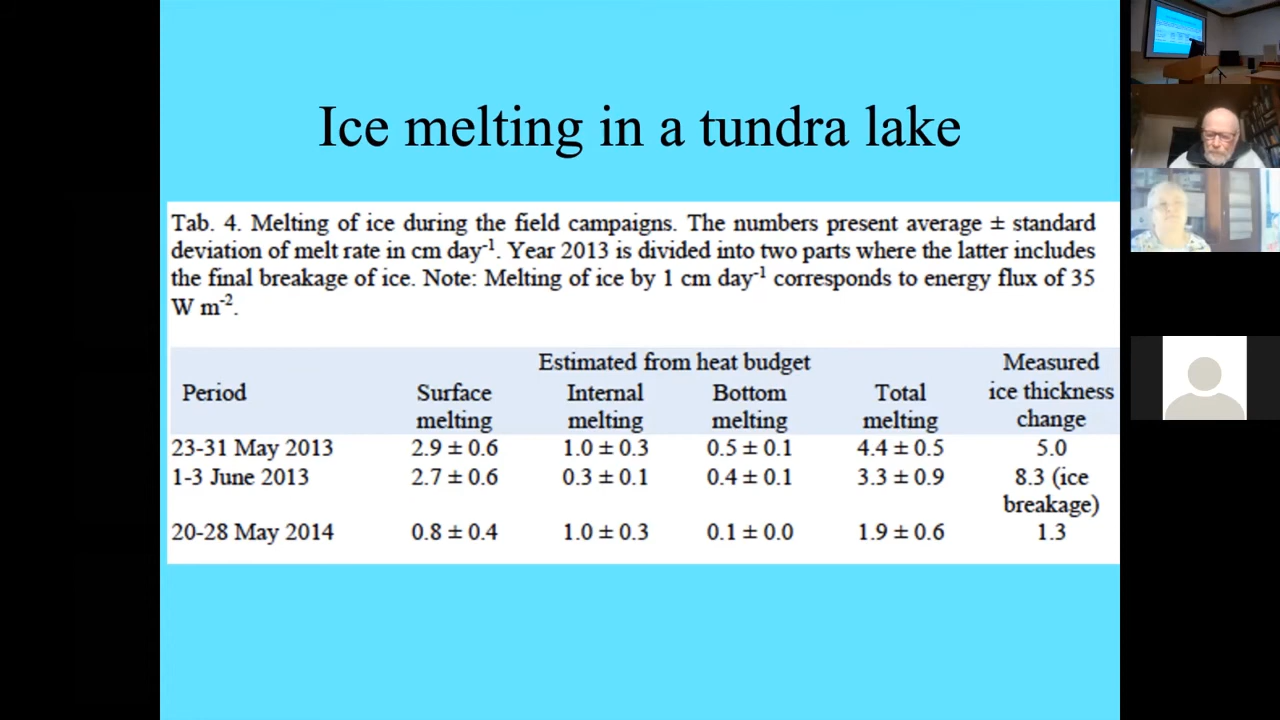 Ice melting in a tundra lake
Tab. 4. Melting of ice during the field campaigns. The numbers present average ± standard
deviation of melt rate in cm day⁻¹. Year 2013 is divided into two parts where the latter includes
the final breakage of ice. Note: Melting of ice by 1 cm day⁻¹ corresponds to energy flux of 35
W m⁻².
Estimated from heat budget
Measured
Period
Surface
Internal
Bottom
Total
ice thickness
melting
melting
melting
melting
change
23-31 May 2013 2.9 ± 0.6 1.0 ± 0.3 0.5 ± 0.1 4.4 ± 0.5 5.0
1-3 June 2013 2.7 ± 0.6 0.3 ± 0.1 0.4 ± 0.1 3.3 ± 0.9 8.3 (ice
breakage)
20-28 May 2014 0.8 ± 0.4 1.0 ± 0.3 0.1 ± 0.0 1.9 ± 0.6 1.3